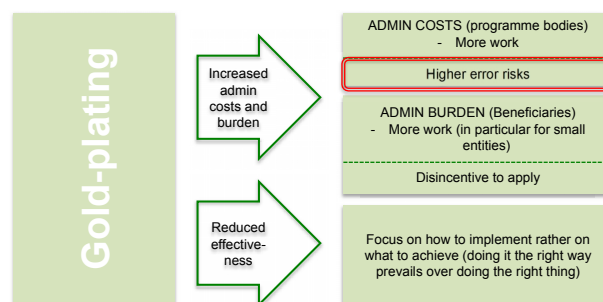 Gold-plating
Increased
admin
costs and
burden
ADMIN COSTS (programme bodies)
- More work
Higher error risks
ADMIN BURDEN (Beneficiaries)
- More work (in particular for small
entities)
Disincentive to apply
Reduced
effective-
ness
Focus on how to implement rather on
what to achieve (doing it the right way
prevails over doing the right thing)